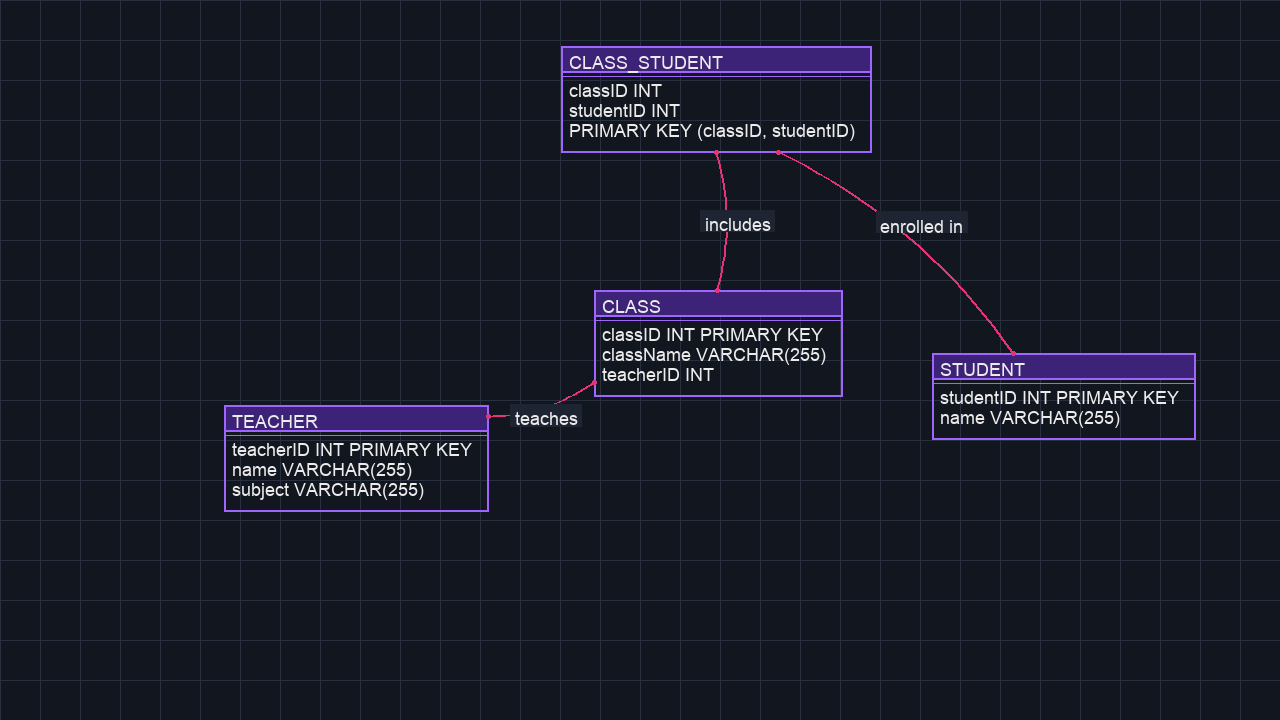 CLASS_STUDENT
classID INT
studentID INT
PRIMARY KEY (classID, studentID)
includes
enrolled in
CLASS
classID INT PRIMARY KEY
className VARCHAR(255)
teacherID INT
STUDENT
studentID INT PRIMARY KEY
name VARCHAR(255)
teaches
TEACHER
teacherID INT PRIMARY KEY
name VARCHAR(255)
subject VARCHAR(255)